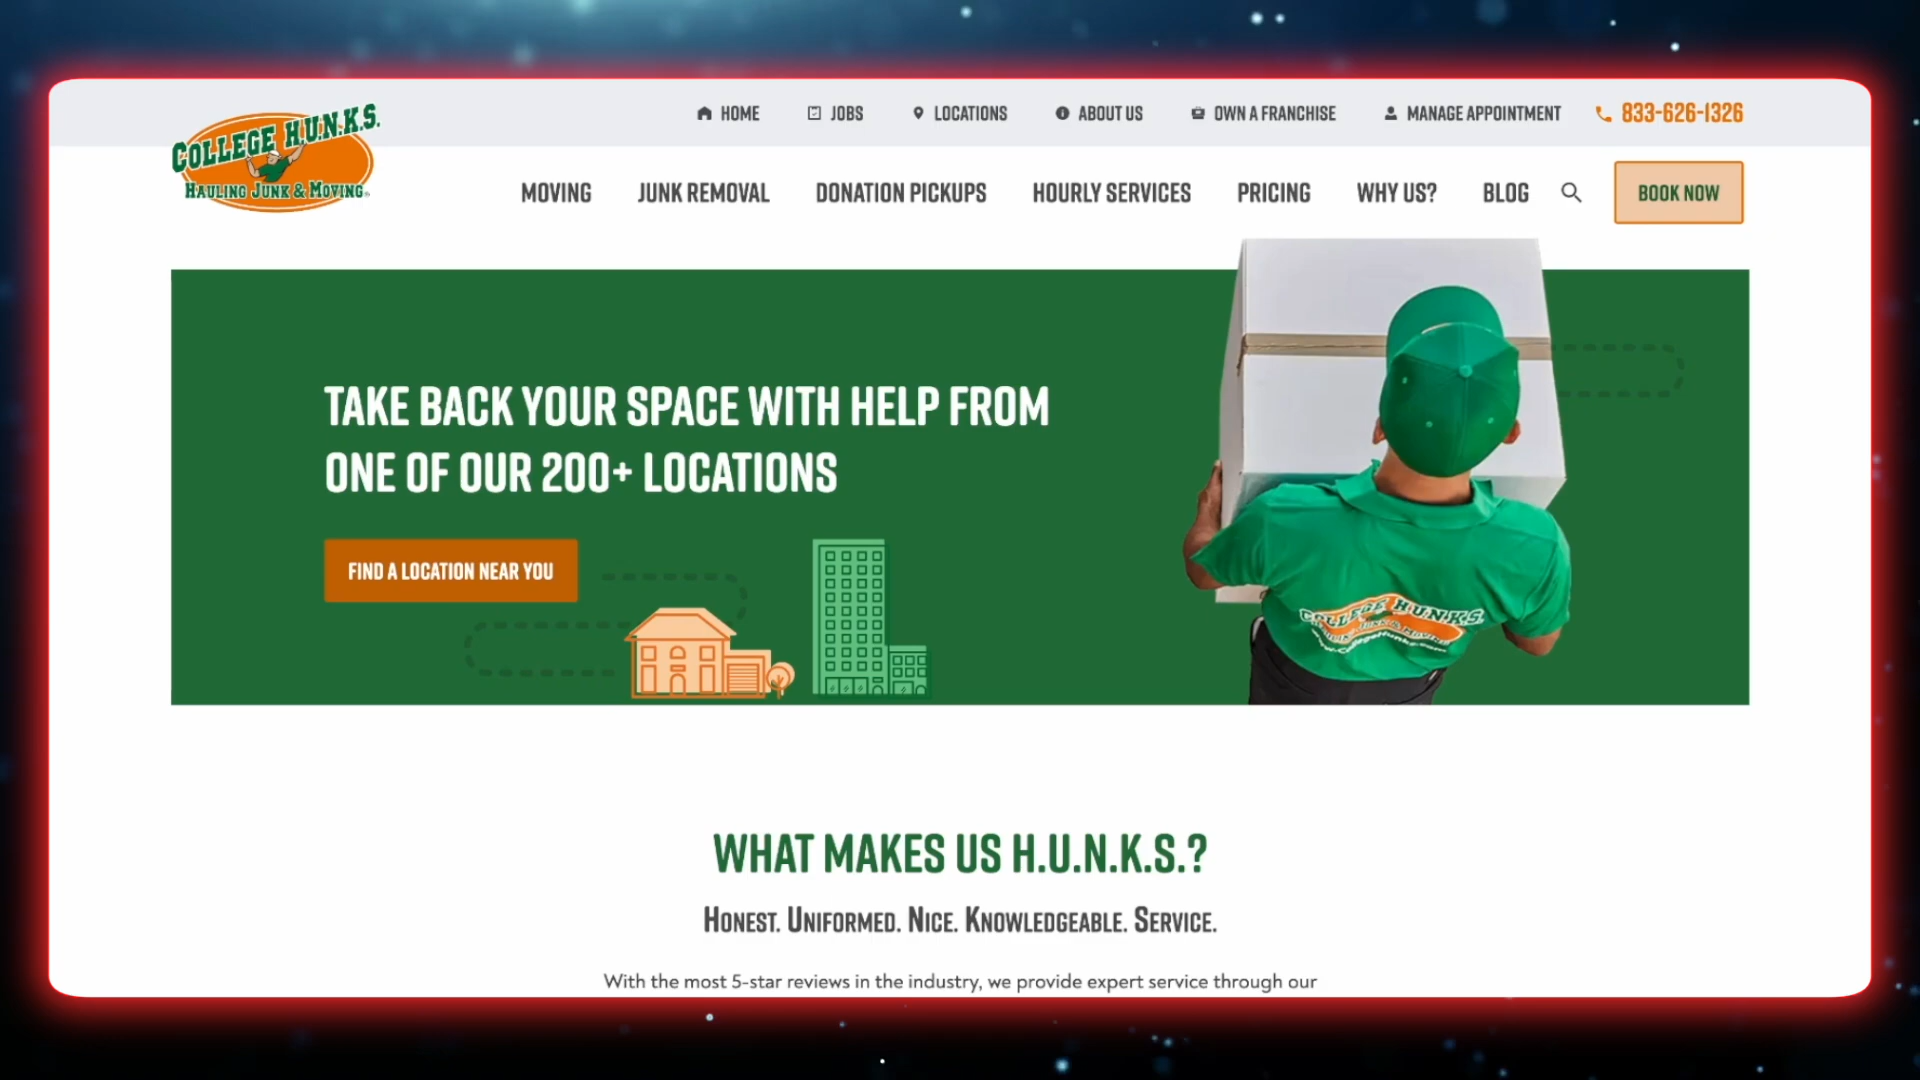 COLLEGE H.U.N.K.S.
HAULING JUNK & MOVING
HOME
JOBS
LOCATIONS
ABOUT US
OWN A FRANCHISE
MANAGE APPOINTMENT
833-626-1326
MOVING
JUNK REMOVAL
DONATION PICKUPS
HOURLY SERVICES
PRICING
WHY US?
BLOG
BOOK NOW
TAKE BACK YOUR SPACE WITH HELP FROM
ONE OF OUR 200+ LOCATIONS
FIND A LOCATION NEAR YOU
COLLEGE H.U.N.K.S.
WHAT MAKES US H.U.N.K.S.?
HONEST. UNIFORMED. NICE. KNOWLEDGEABLE. SERVICE.
With the most 5-star reviews in the industry, we provide expert service through our